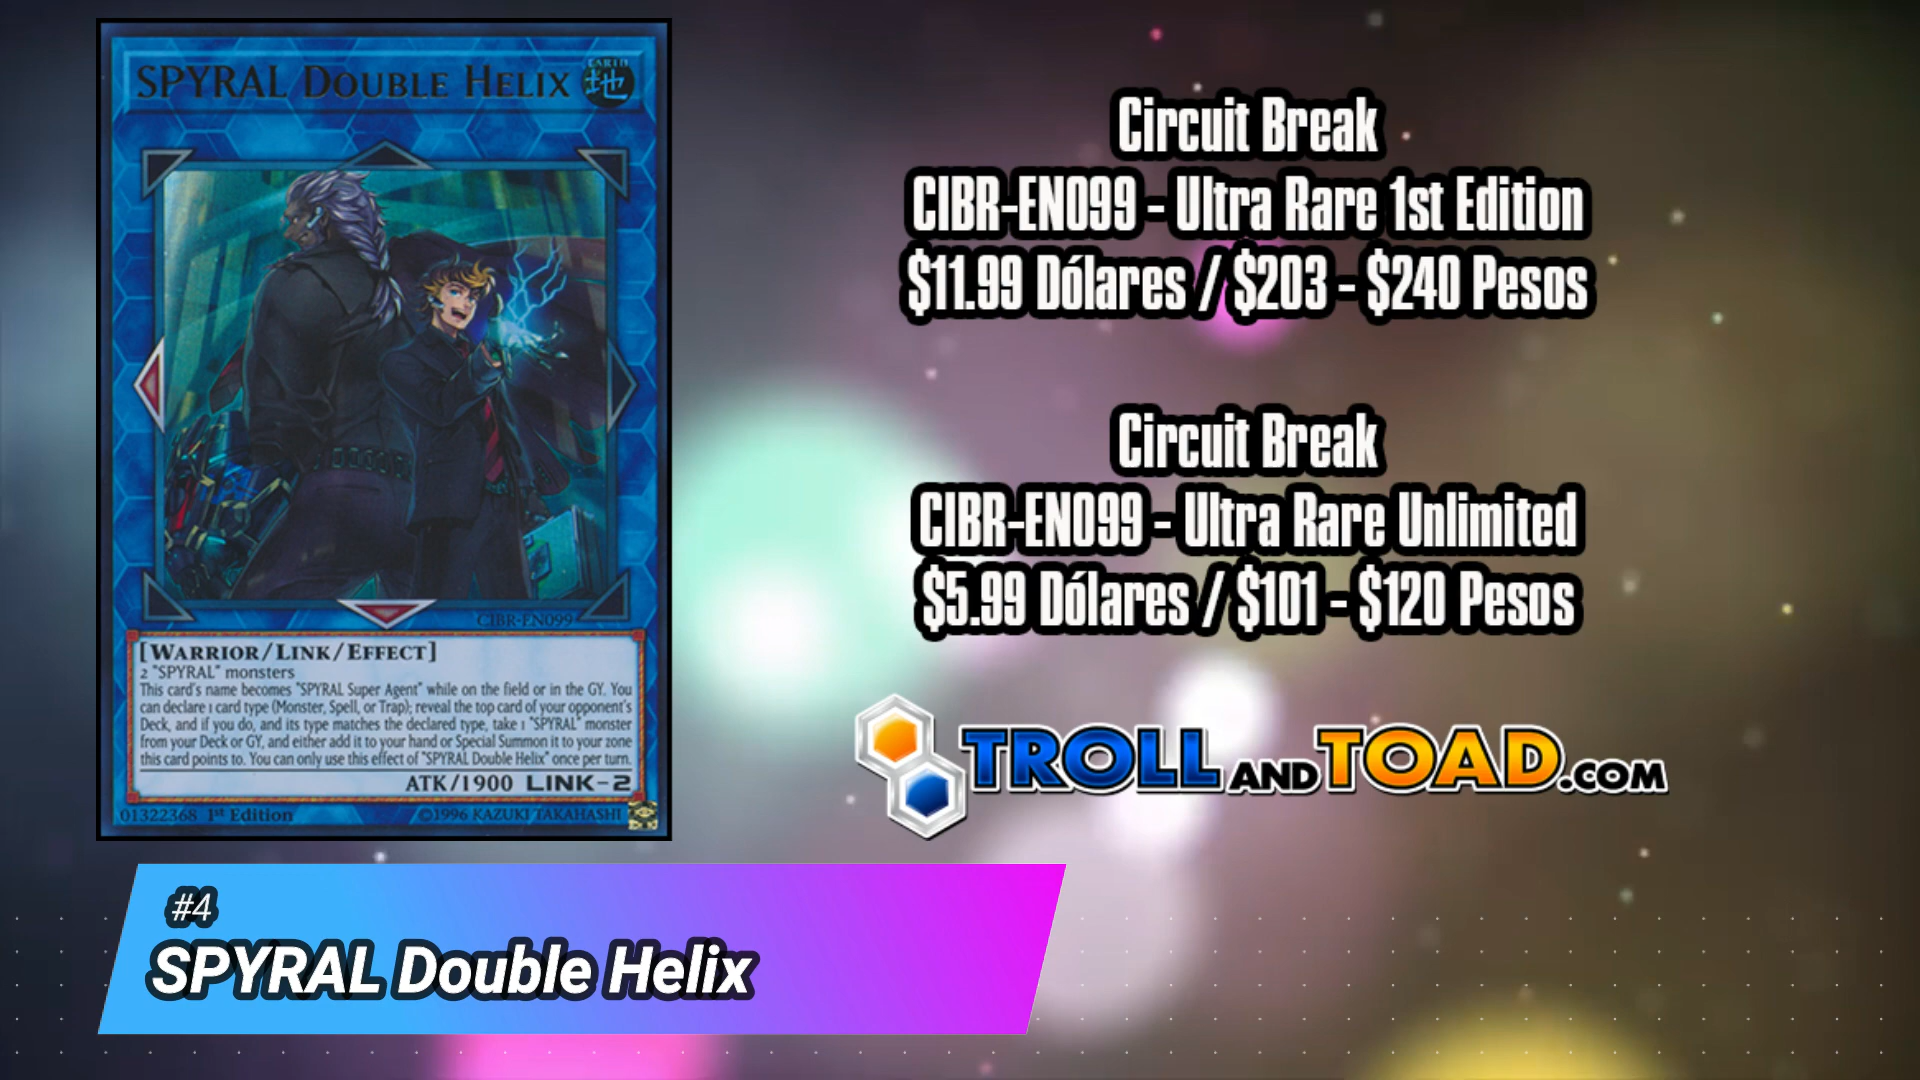 SPYRAL DOUBLE HELIX
EARTH
地
CIBR-EN099
[WARRIOR/LINK/EFFECT]
2 "SPYRAL" monsters
This card's name becomes "SPYRAL Super Agent" while on the field or in the GY. You
can declare 1 card type (Monster, Spell, or Trap); reveal the top card of your opponent's
Deck, and if you do, and its type matches the declared type, take 1 "SPYRAL" monster
from your Deck or GY, and either add it to your hand or Special Summon it to your zone
this card points to. You can only use this effect of "SPYRAL Double Helix" once per turn.
ATK/1900 LINK-2
01322368 1st Edition ©1996 KAZUKI TAKAHASHI
Circuit Break
CIBR-EN099 - Ultra Rare 1st Edition
$11.99 Dólares / $203 - $240 Pesos
Circuit Break
CIBR-EN099 - Ultra Rare Unlimited
$5.99 Dólares / $101 - $120 Pesos
TROLL AND TOAD.COM
#4
SPYRAL Double Helix